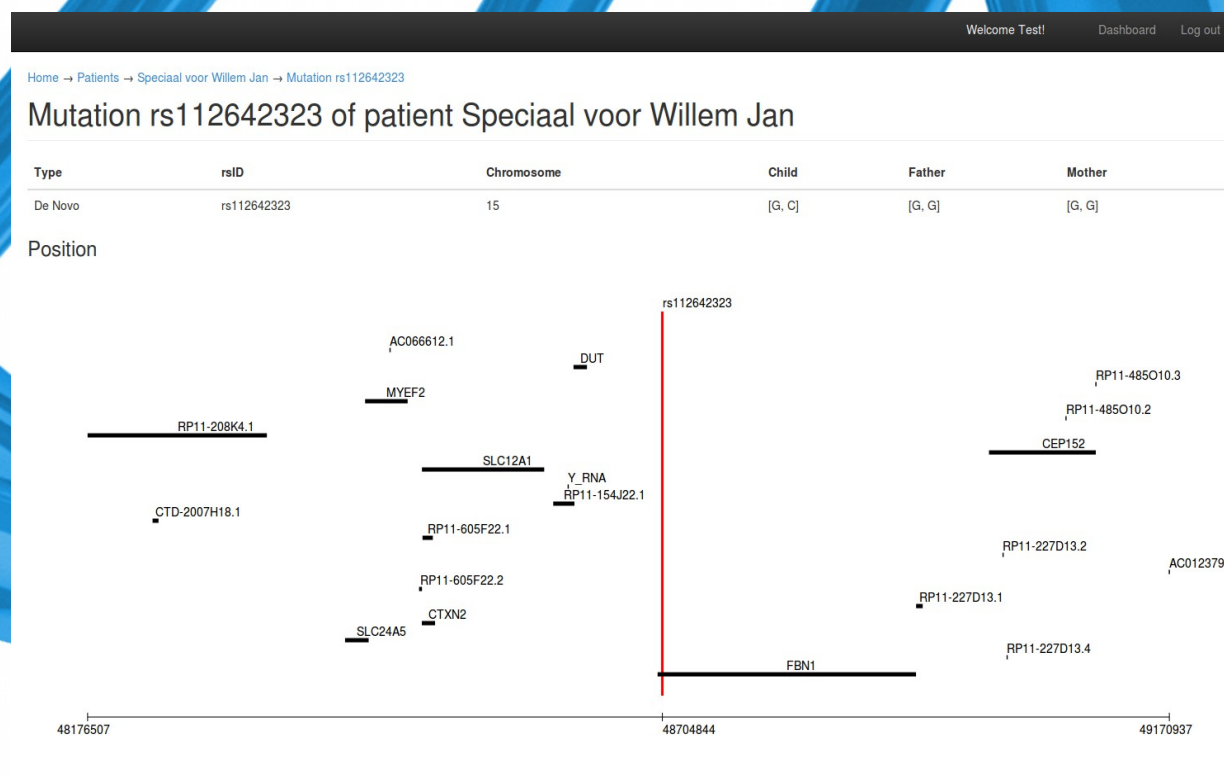 Welcome Test! Dashboard Log out
Home → Patients → Speciaal voor Willem Jan → Mutation rs112642323
Mutation rs112642323 of patient Speciaal voor Willem Jan
Type rsID Chromosome Child Father Mother
De Novo rs112642323 15 [G, C] [G, G] [G, G]
Position
rs112642323
AC066612.1
DUT
RP11-485O10.3
MYEF2
RP11-485O10.2
RP11-208K4.1
CEP152
SLC12A1
Y_RNA
RP11-154J22.1
CTD-2007H18.1
RP11-605F22.1
RP11-227D13.2
AC012379
RP11-605F22.2
RP11-227D13.1
CTXN2
SLC24A5
RP11-227D13.4
FBN1
48176507 48704844 49170937